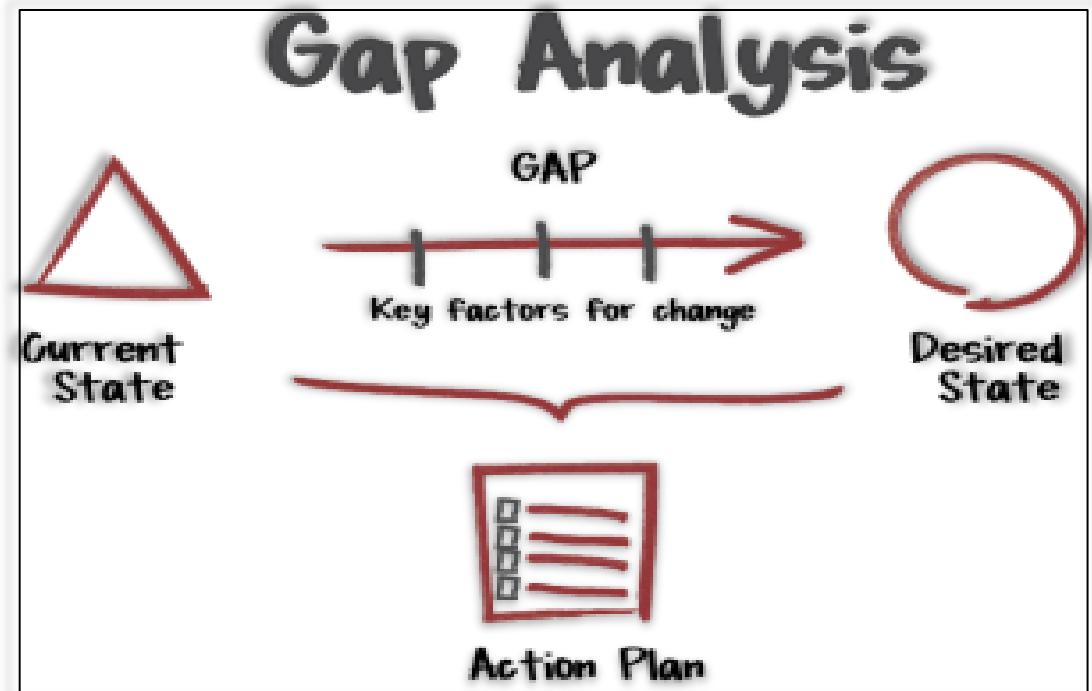 Gap Analysis
GAP
Key factors for change
Current
State
Desired
State
Action Plan